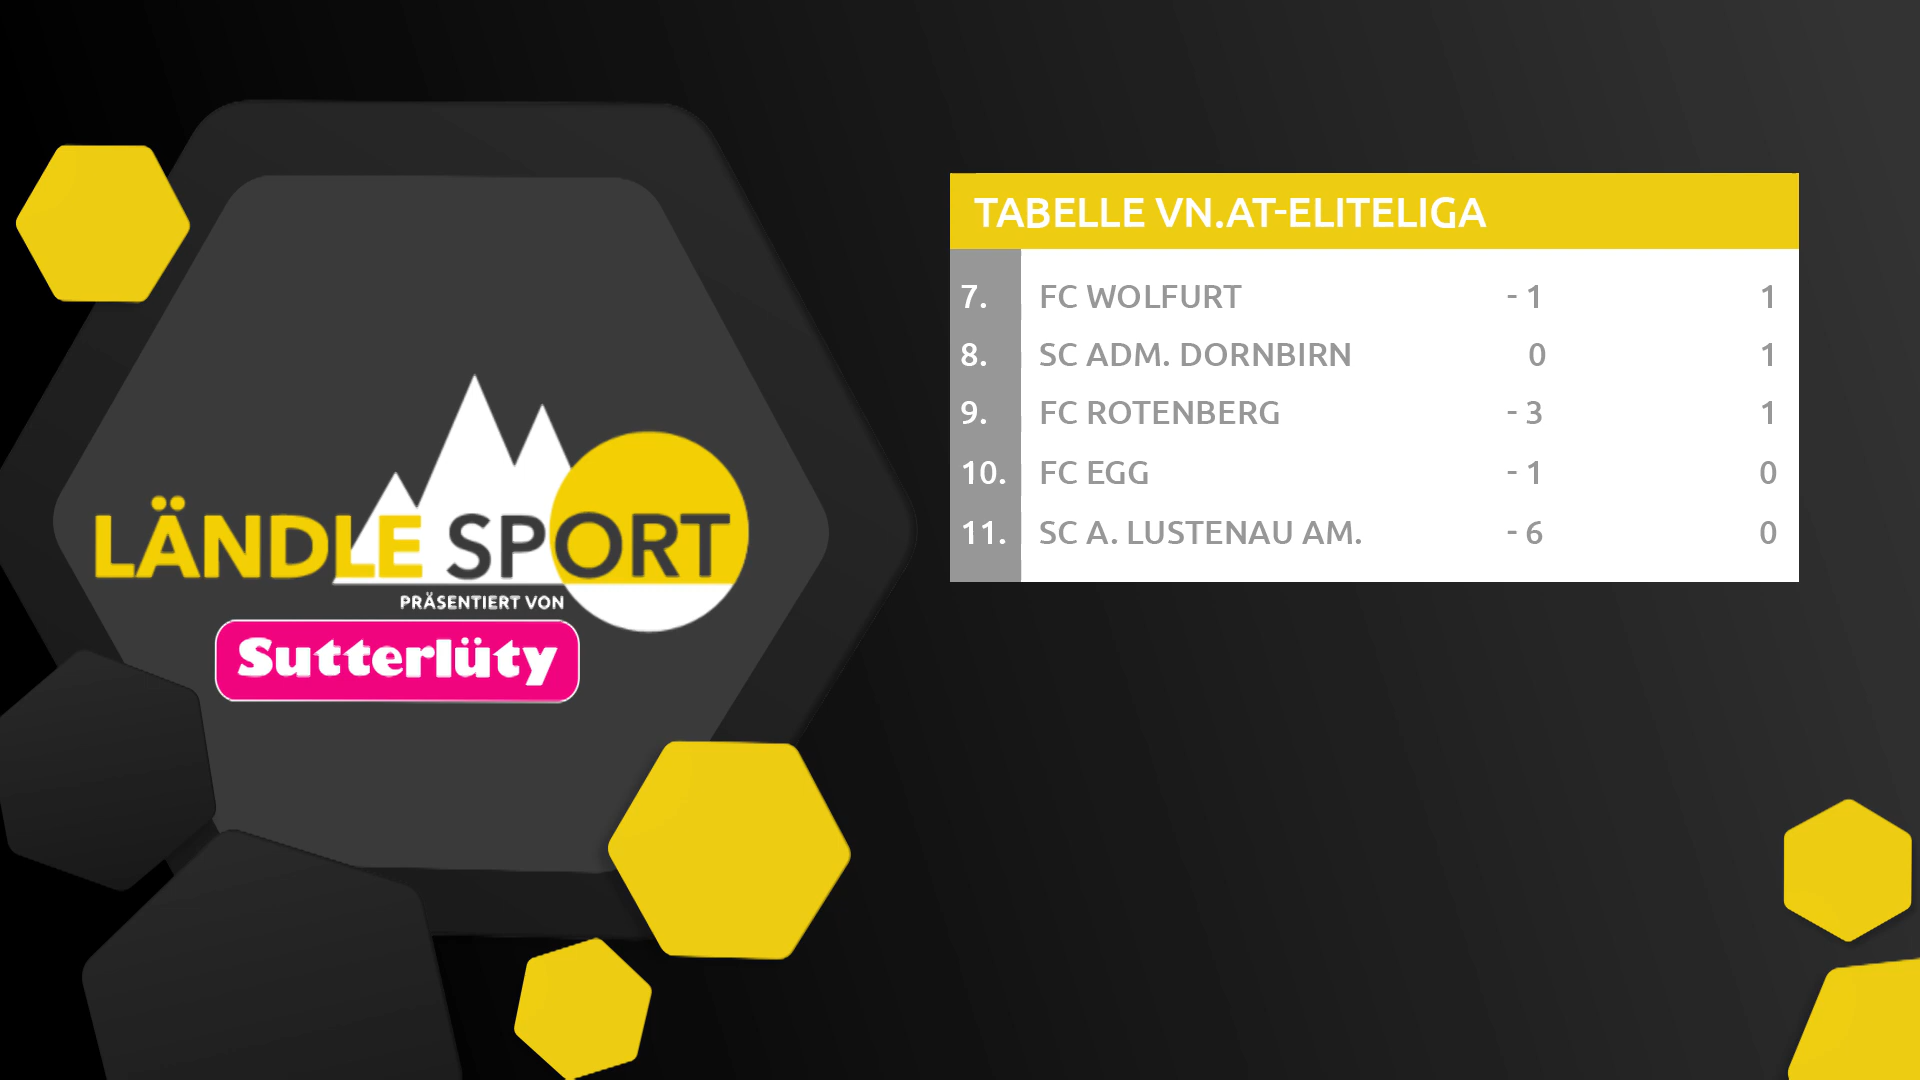 LÄNDLE SPORT
PRÄSENTIERT VON
Sutterlüty
TABELLE VN.AT-ELITELIGA
7. FC WOLFURT - 1 1
8. SC ADM. DORNBIRN 0 1
9. FC ROTENBERG - 3 1
10. FC EGG - 1 0
11. SC A. LUSTENAU AM. - 6 0